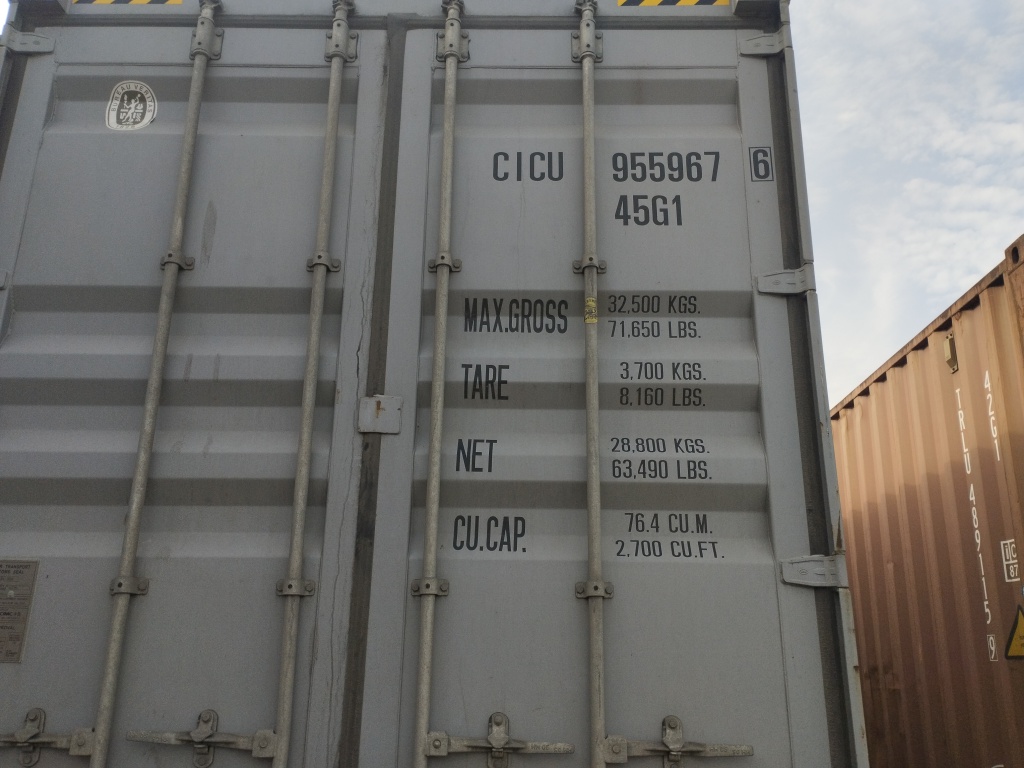 BUREAU VERITAS
CICU 955967 6
45G1
MAX.GROSS 32,500 KGS.
71,650 LBS.
TARE 3,700 KGS.
8,160 LBS.
NET 28,800 KGS.
63,490 LBS.
CU.CAP. 76.4 CU.M.
2,700 CU.FT.
42G1
TRLU 489115 9